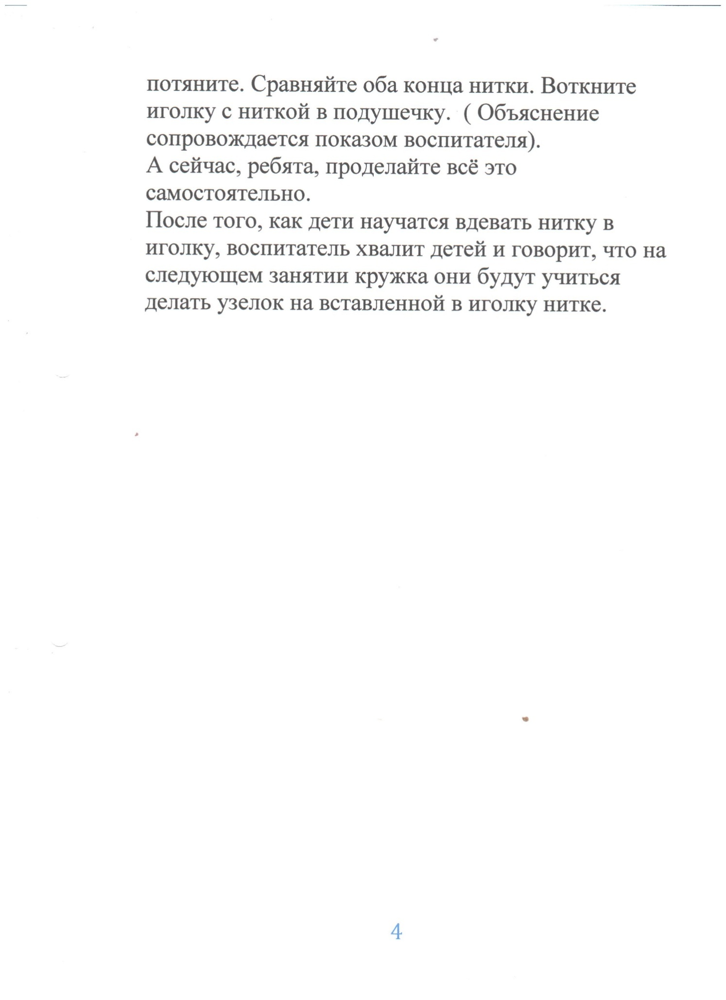 потяните. Сравняйте оба конца нитки. Воткните
иголку с ниткой в подушечку.  ( Объяснение
сопровождается показом воспитателя).
А сейчас, ребята, проделайте всё это
самостоятельно.
После того, как дети научатся вдевать нитку в
иголку, воспитатель хвалит детей и говорит, что на
следующем занятии кружка они будут учиться
делать узелок на вставленной в иголку нитке.
4